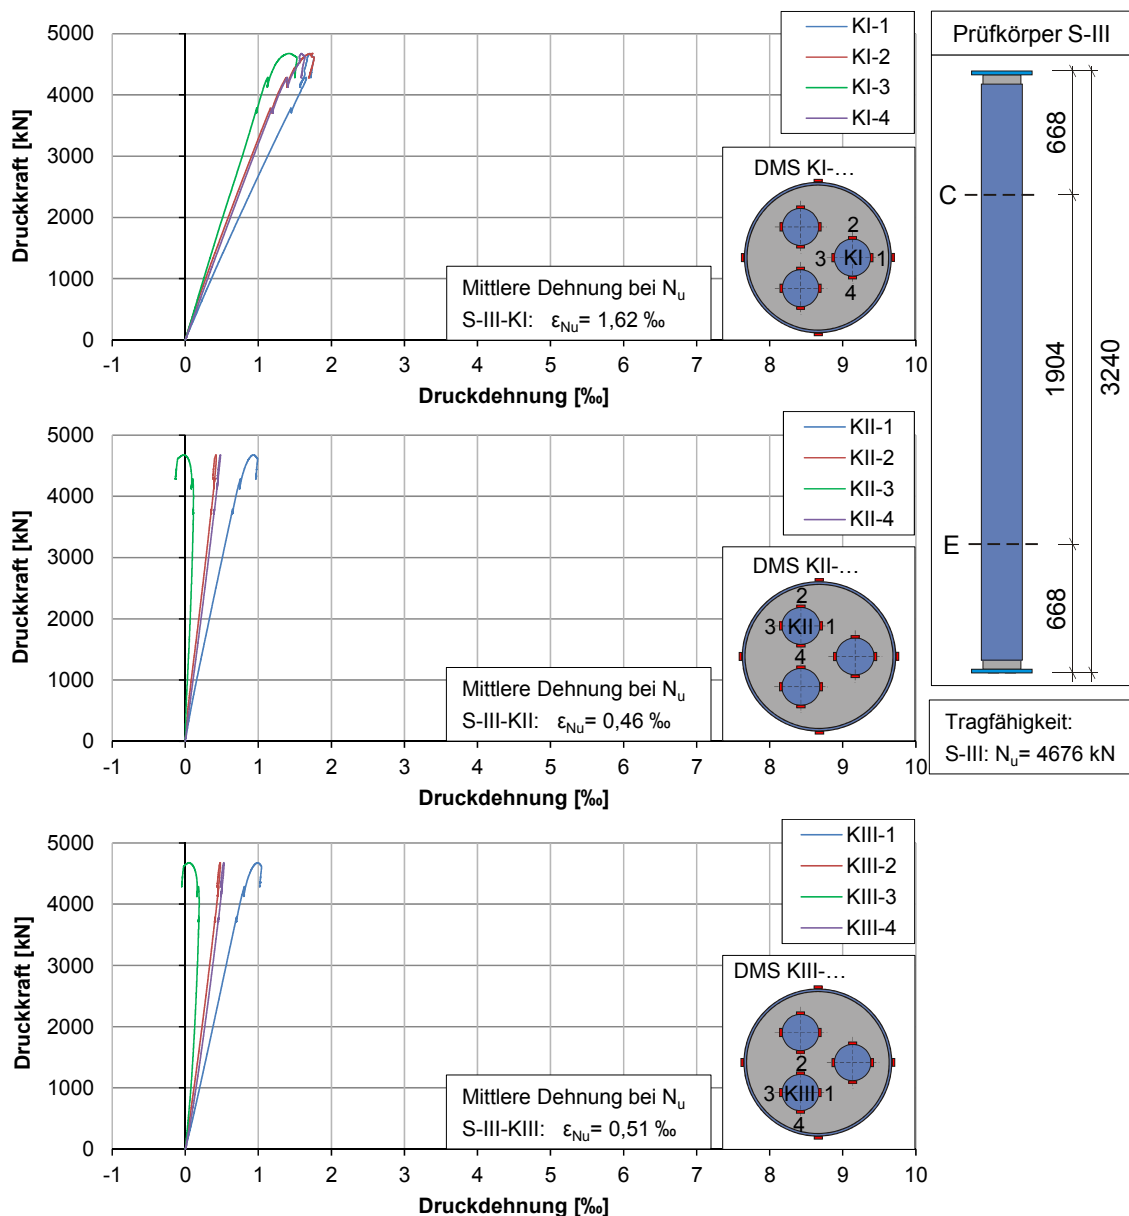 5000
4000
3000
2000
1000
0
Druckkraft [kN]
-1
0
1
2
3
4
5
6
7
8
9
10
Druckdehnung [‰]
KI-1
KI-2
KI-3
KI-4
DMS KI-…
2
3
KI
1
4
Mittlere Dehnung bei Nu
S-III-KI: εNu= 1,62 ‰
5000
4000
3000
2000
1000
0
Druckkraft [kN]
-1
0
1
2
3
4
5
6
7
8
9
10
Druckdehnung [‰]
KII-1
KII-2
KII-3
KII-4
DMS KII-…
2
3
KII
1
4
Mittlere Dehnung bei Nu
S-III-KII: εNu= 0,46 ‰
5000
4000
3000
2000
1000
0
Druckkraft [kN]
-1
0
1
2
3
4
5
6
7
8
9
10
Druckdehnung [‰]
KIII-1
KIII-2
KIII-3
KIII-4
DMS KIII-…
2
3
KIII
1
4
Mittlere Dehnung bei Nu
S-III-KIII: εNu= 0,51 ‰
Prüfkörper S-III
C
E
668
1904
668
3240
Tragfähigkeit:
S-III: Nu= 4676 kN